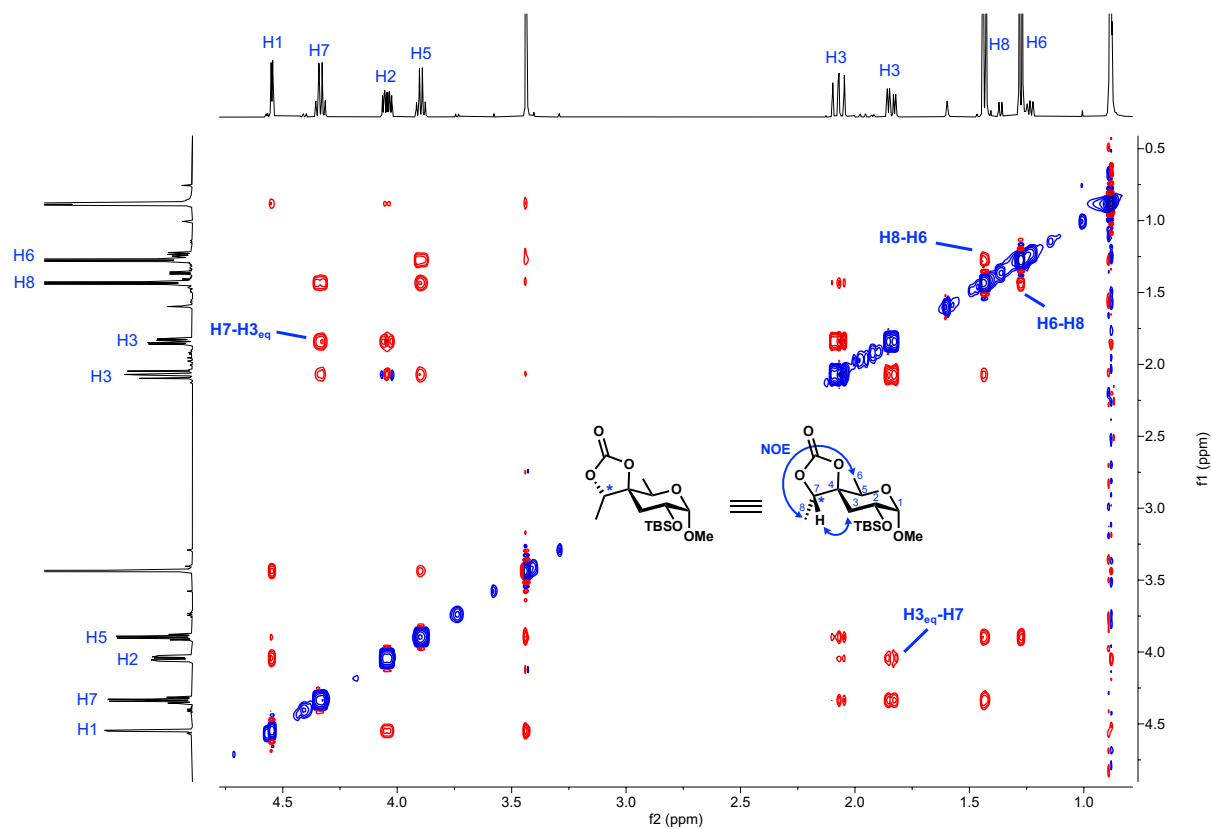 H1
H7
H2
H5
H3
H3
H8
H6
H6
H8
H3
H3
H5
H2
H7
H1
H8-H6
H6-H8
H7-H3eq
H3eq-H7
O
O
O
O
TBSO
OMe
NOE
O
O
O
O
6
5
4
7
*
8
3
2
1
H
TBSO
OMe
*
0.5
1.0
1.5
2.0
2.5
3.0
3.5
4.0
4.5
f1 (ppm)
4.5
4.0
3.5
3.0
2.5
2.0
1.5
1.0
f2 (ppm)